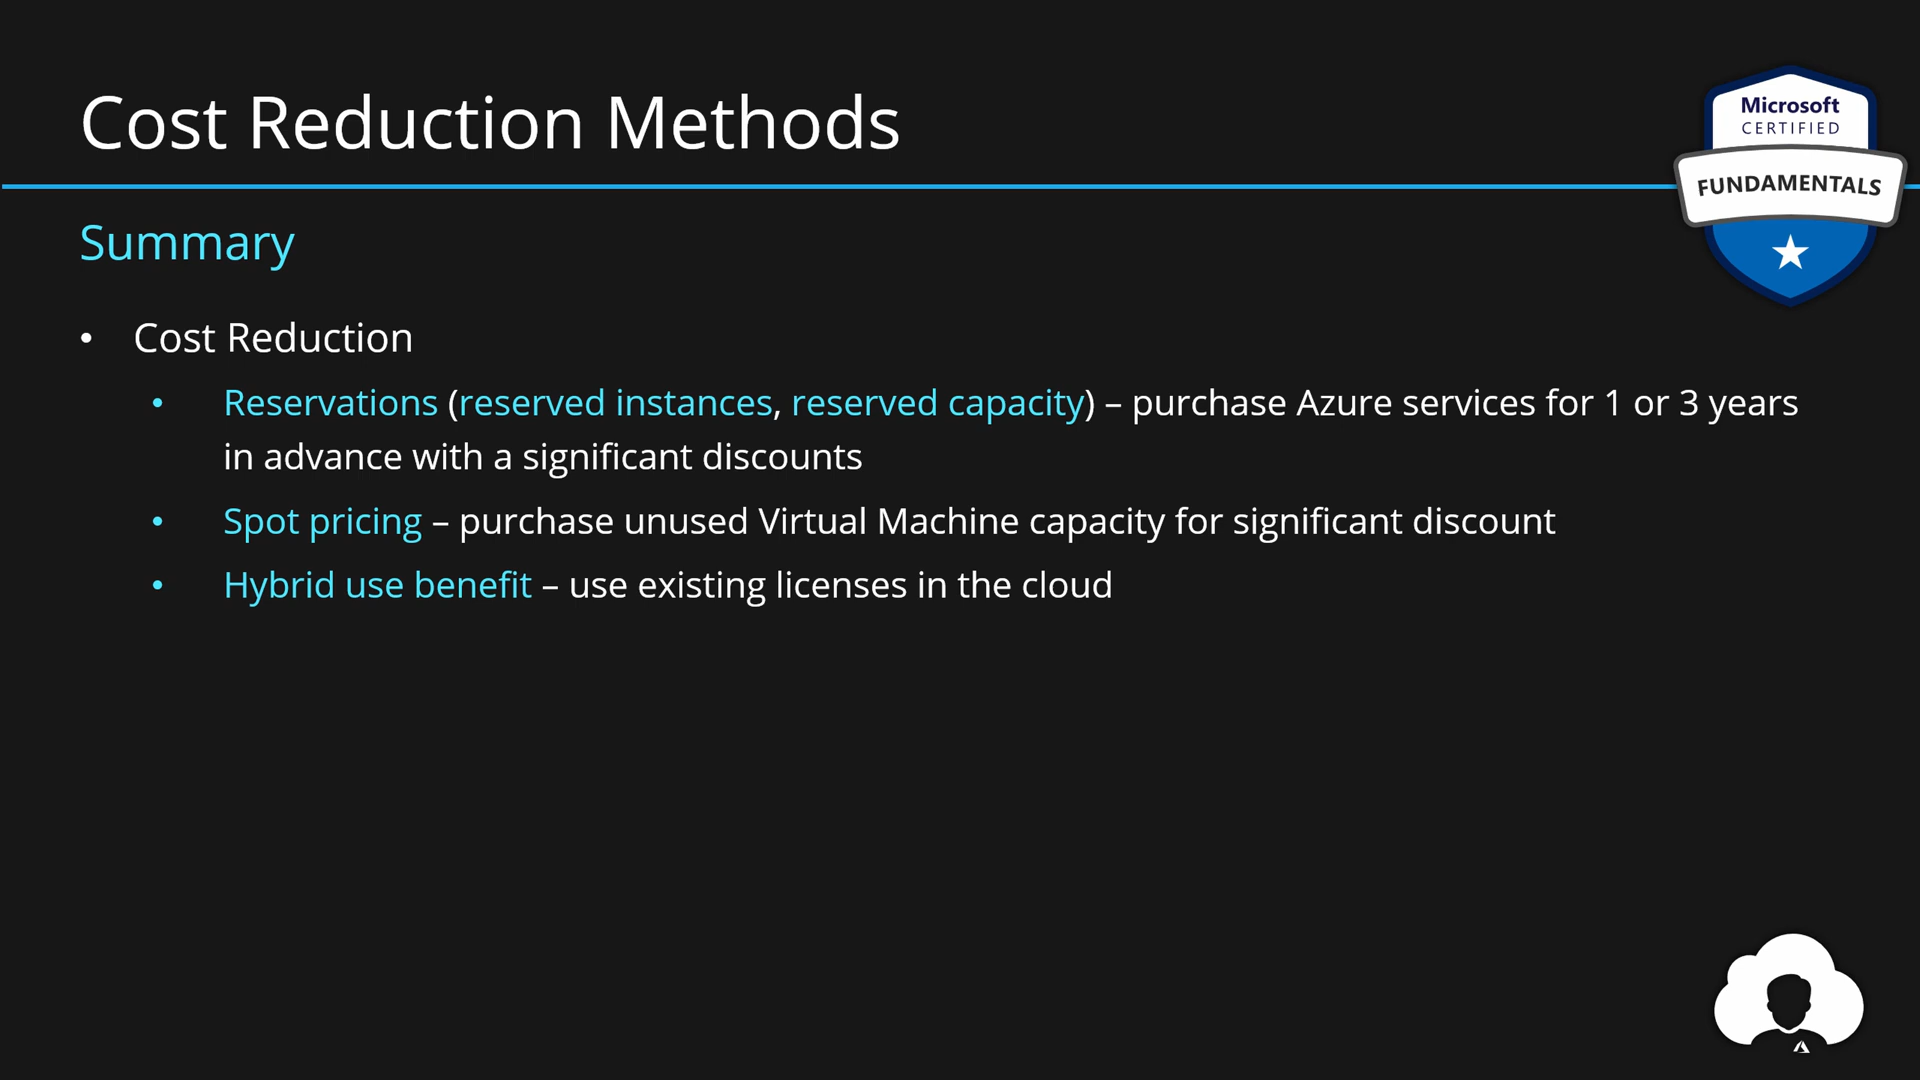 Cost Reduction Methods
Microsoft
CERTIFIED
FUNDAMENTALS
Summary
• Cost Reduction
• Reservations (reserved instances, reserved capacity) – purchase Azure services for 1 or 3 years
in advance with a significant discounts
• Spot pricing – purchase unused Virtual Machine capacity for significant discount
• Hybrid use benefit – use existing licenses in the cloud